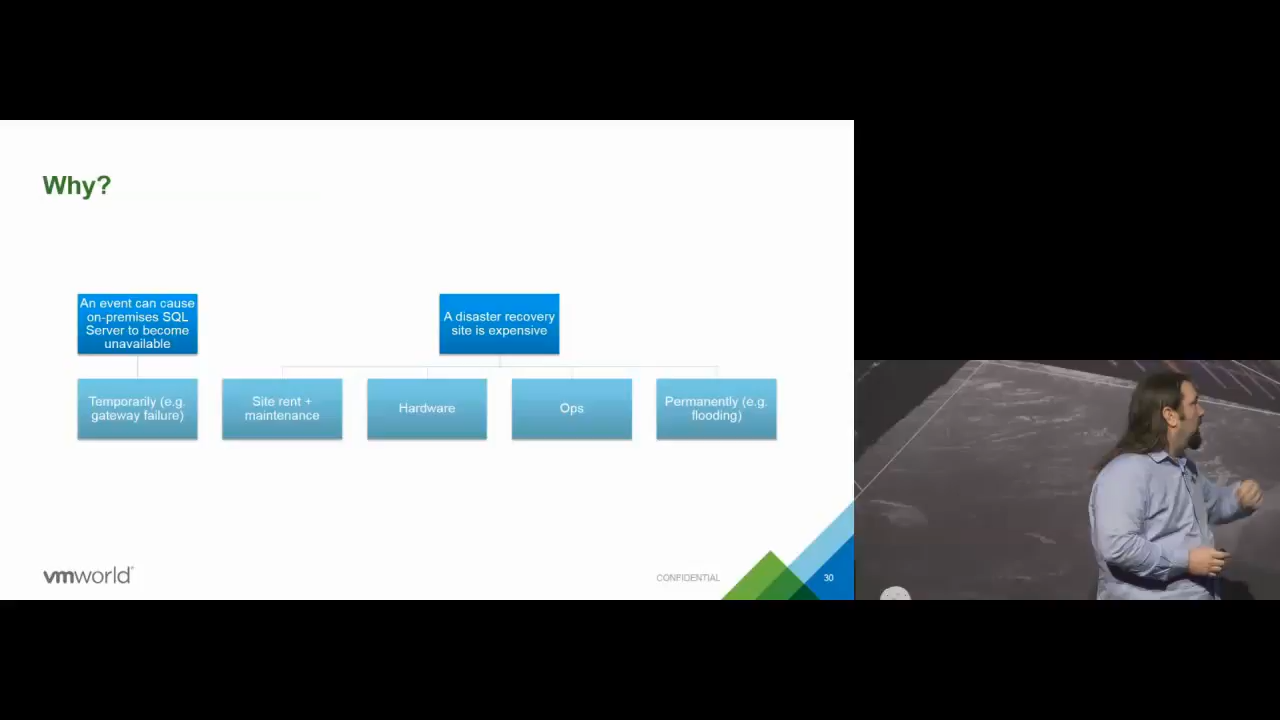 Why?
An event can cause
on-premises SQL
Server to become
unavailable
A disaster recovery
site is expensive
Temporarily (e.g.
gateway failure)
Site rent +
maintenance
Hardware
Ops
Permanently (e.g.
flooding)
vmworld
CONFIDENTIAL
30